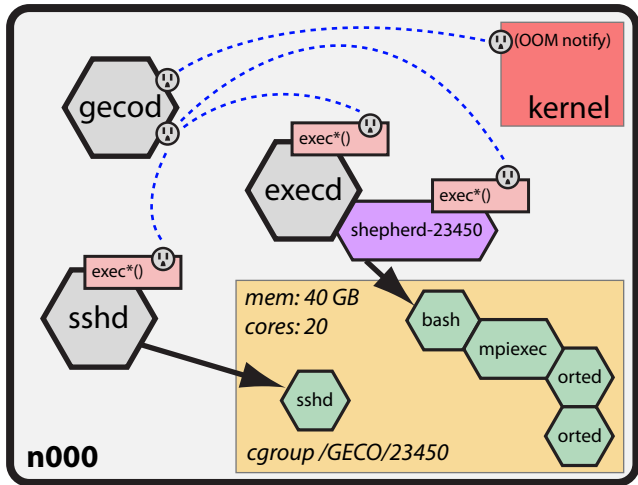 (OOM notify)
kernel
gecod
exec*()
execd
exec*()
shepherd-23450
exec*()
sshd
mem: 40 GB
cores: 20
bash
mpiexec
orted
sshd
orted
cgroup /GECO/23450
n000